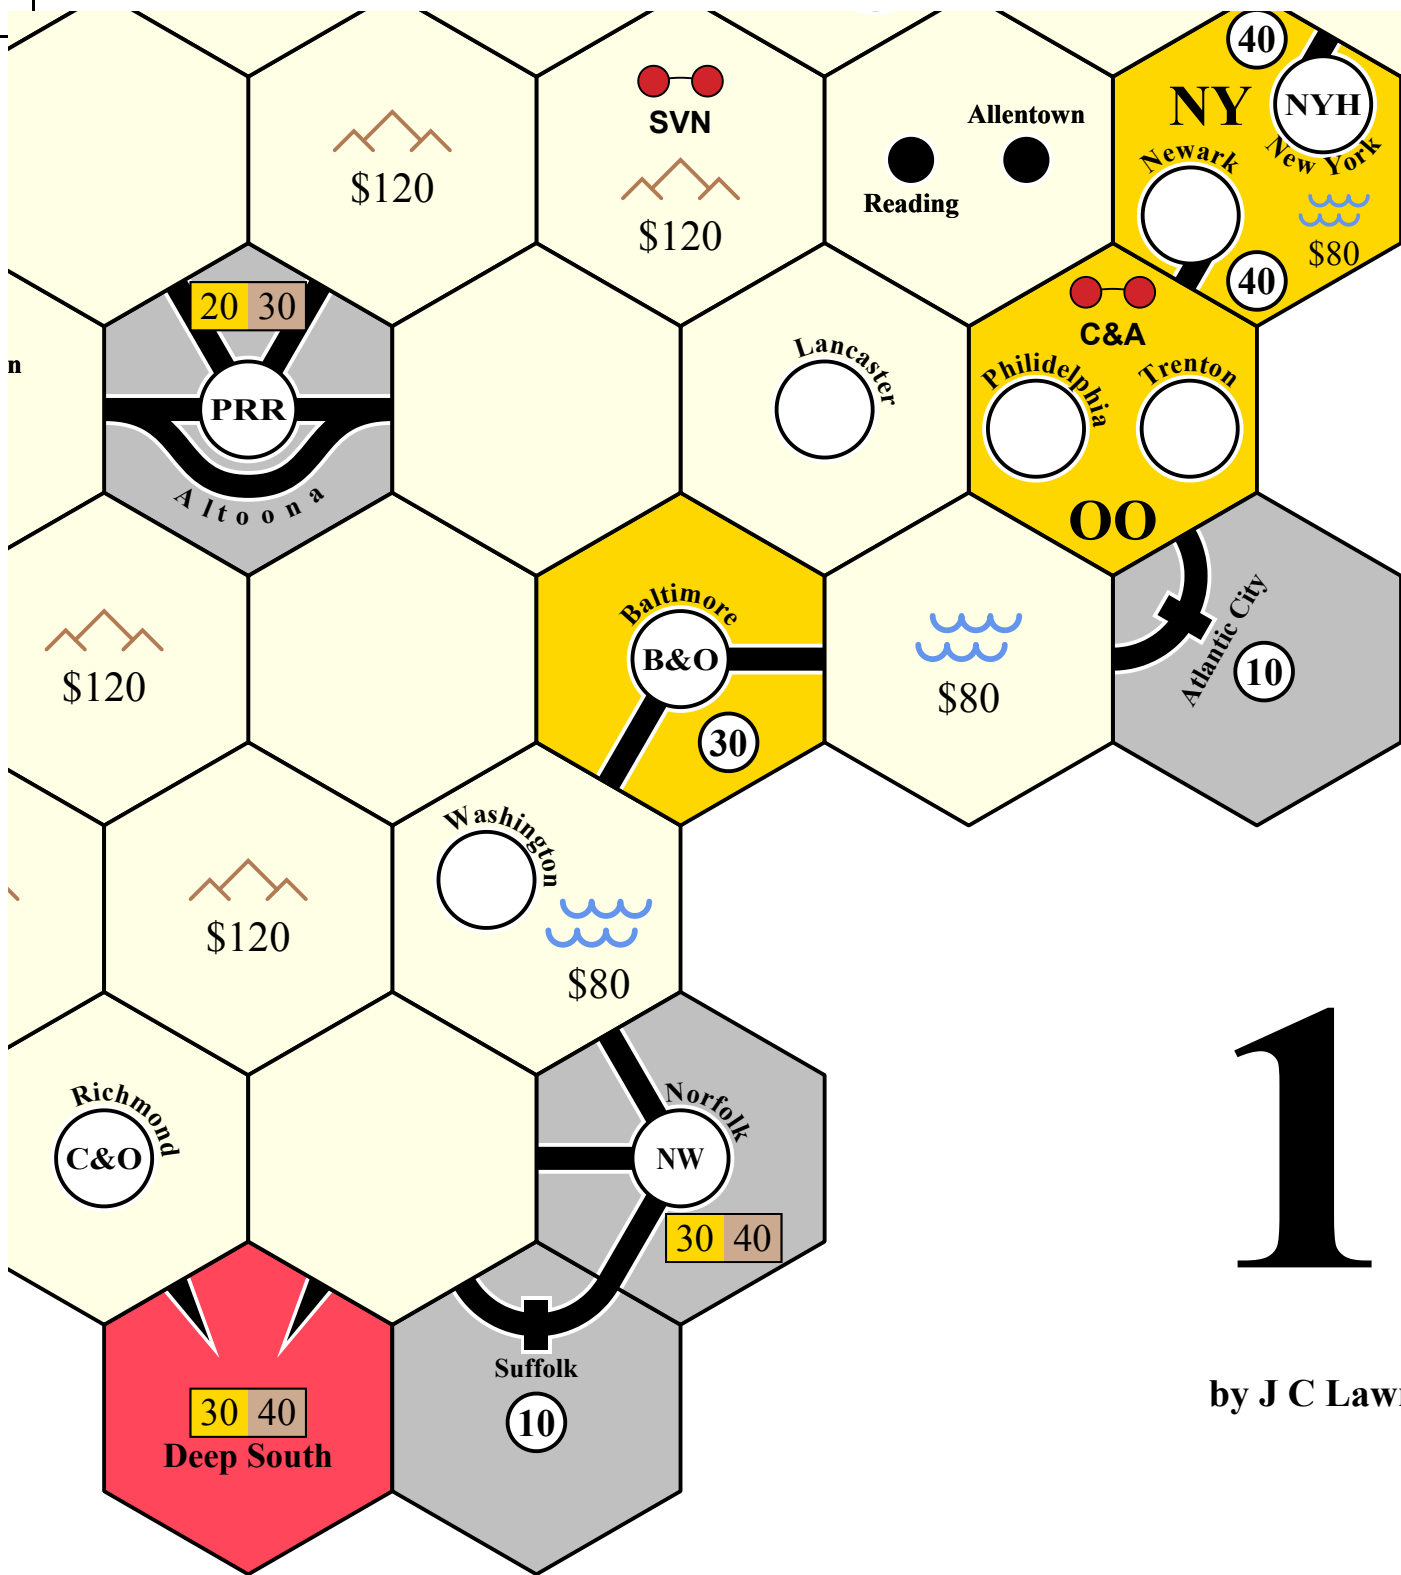 40
SVN
NY
NYH
Allentown
Newark
New York
$120
$120
Reading
$80
40
20 30
C&A
n
Lancaster
Philidelphia
Trenton
PRR
Altoona
OO
Baltimore
$120
B&O
$80
Atlantic City
10
30
Washington
$120
$80
1
Richmond
Norfolk
C&O
NW
30 40
Suffolk
by J C Lawr
30 40
10
Deep South